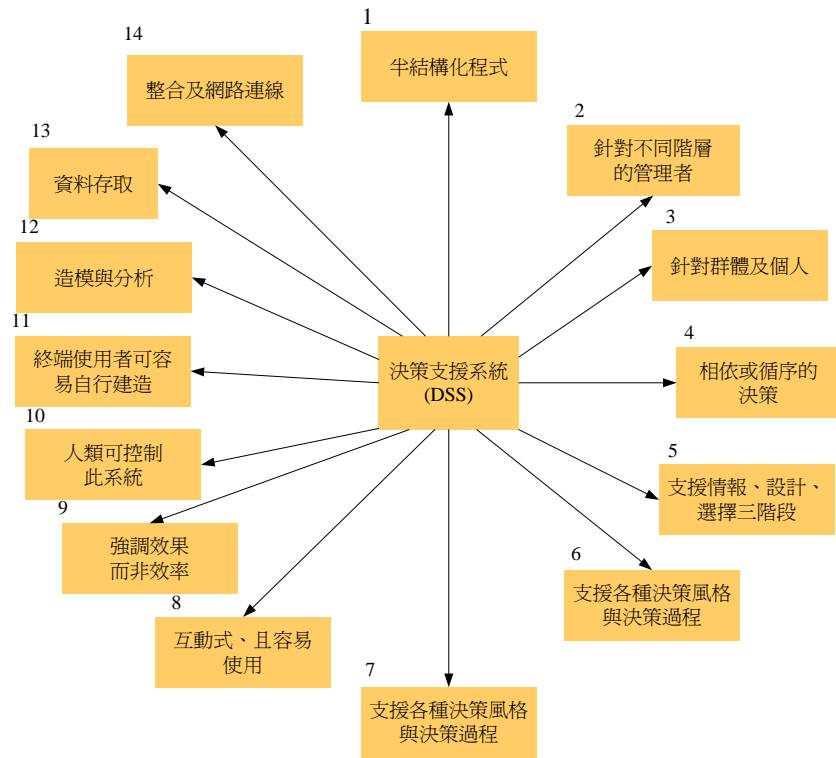 1
半結構化程式
2
針對不同階層
的管理者
3
針對群體及個人
4
相依或循序的
決策
5
支援情報、設計、
選擇三階段
6
支援各種決策風格
與決策過程
7
支援各種決策風格
與決策過程
8
互動式、且容易
使用
9
強調效果
而非效率
10
人類可控制
此系統
11
終端使用者可容
易自行建造
12
造模與分析
13
資料存取
14
整合及網路連線
決策支援系統
(DSS)